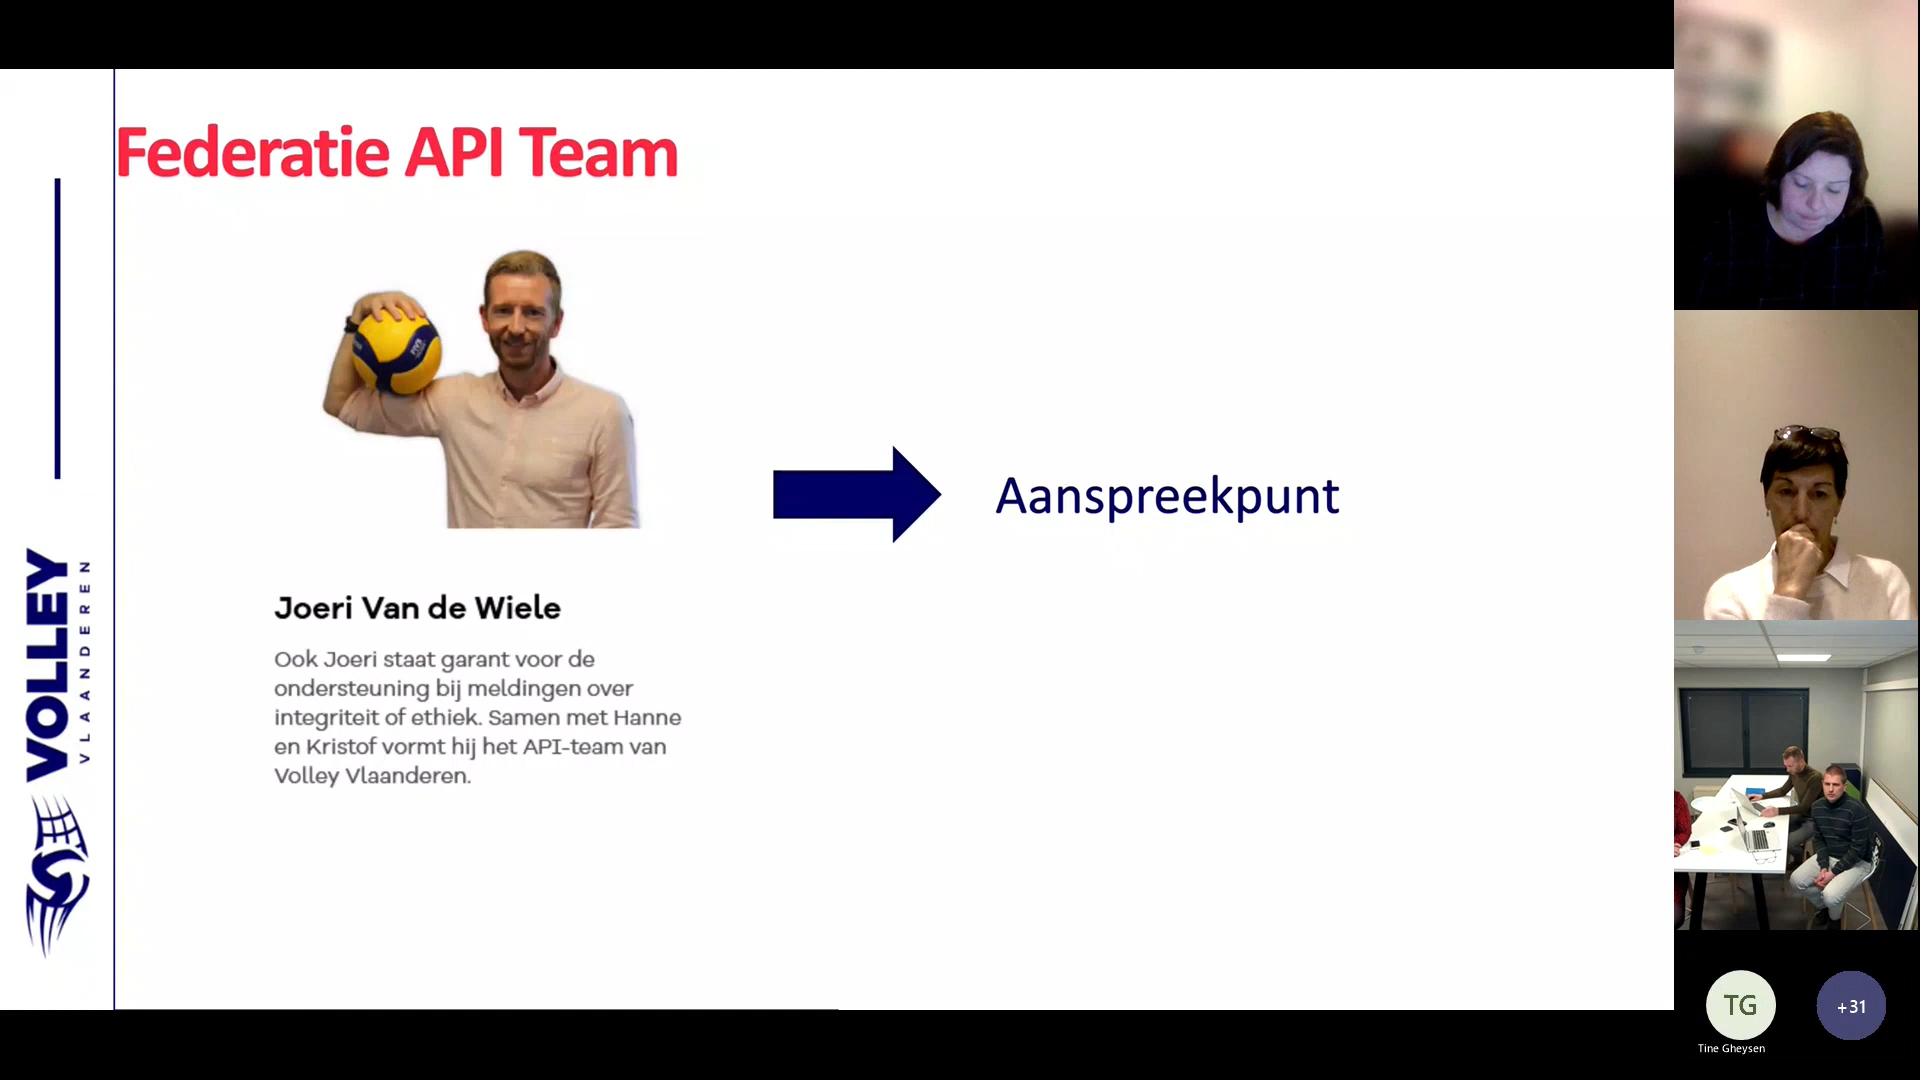 Federatie API Team
VOLLEY
VLAANDEREN
Aanspreekpunt
Joeri Van de Wiele
Ook Joeri staat garant voor de
ondersteuning bij meldingen over
integriteit of ethiek. Samen met Hanne
en Kristof vormt hij het API-team van
Volley Vlaanderen.
TG
+31
Tine Gheysen